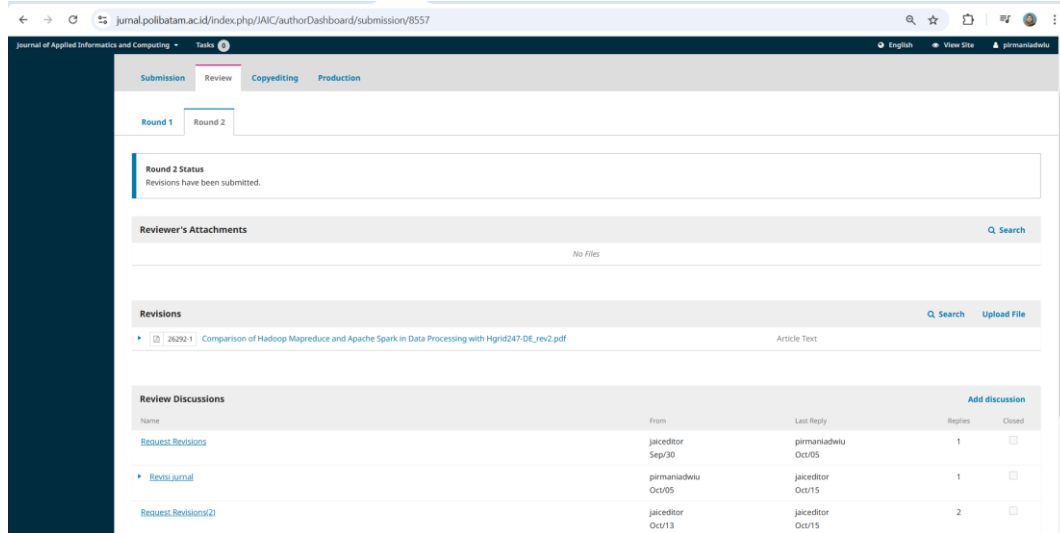 jurnal.polibatam.ac.id/index.php/JAIC/authorDashboard/submission/8557
Journal of Applied Informatics and Computing Tasks 0 English View Site pirmaniadwiu
Submission Review Copyediting Production
Round 1 Round 2
Round 2 Status
Revisions have been submitted.
Reviewer's Attachments Search
No Files
Revisions Search Upload File
26292-1 Comparison of Hadoop Mapreduce and Apache Spark in Data Processing with Hgrid247-DE_rev2.pdf Article Text
Review Discussions Add discussion
Name From Last Reply Replies Closed
Request Revisions jaiceditor pirmaniadwiu 1
Sep/30 Oct/05
Revisi jurnal pirmaniadwiu jaiceditor 1
Oct/05 Oct/15
Request Revisions(2) jaiceditor jaiceditor 2
Oct/13 Oct/15